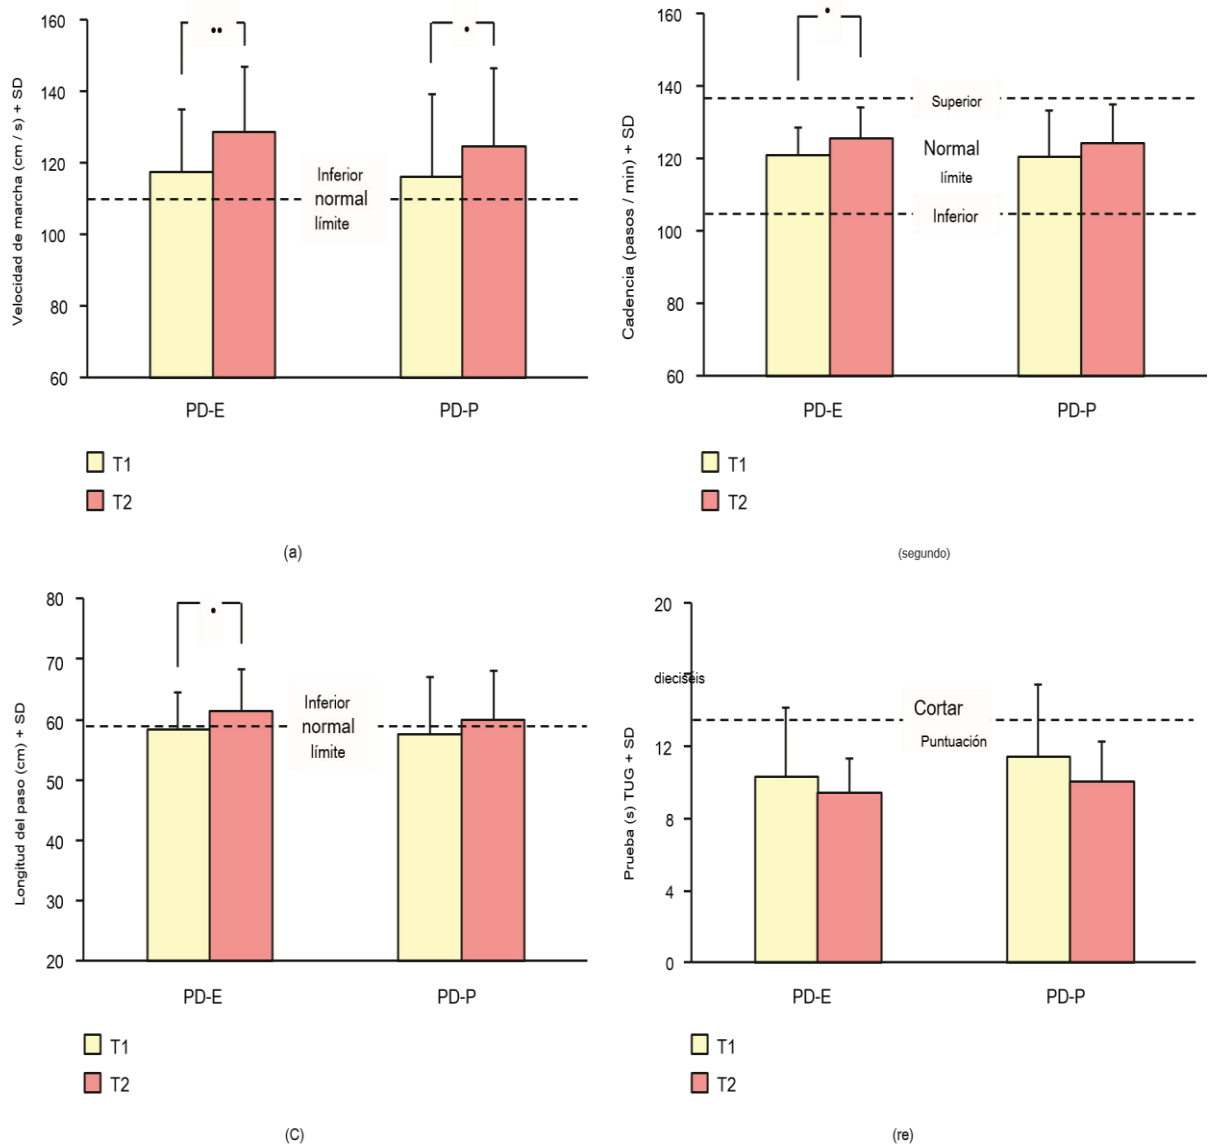 160
140
120
100
80
60
Velocidad de marcha (cm / s) + SD
••
•
Inferior
normal
límite
PD-E
PD-P
T1
T2
(a)
160
140
120
100
80
60
Cadencia (pasos / min) + SD
•
Superior
Normal
límite
Inferior
PD-E
PD-P
T1
T2
(segundo)
80
70
60
50
40
30
20
Longitud del paso (cm) + SD
•
Inferior
normal
límite
PD-E
PD-P
T1
T2
(C)
20
dieciséis
12
8
4
0
Prueba (s) TUG + SD
Cortar
Puntuación
PD-E
PD-P
T1
T2
(re)